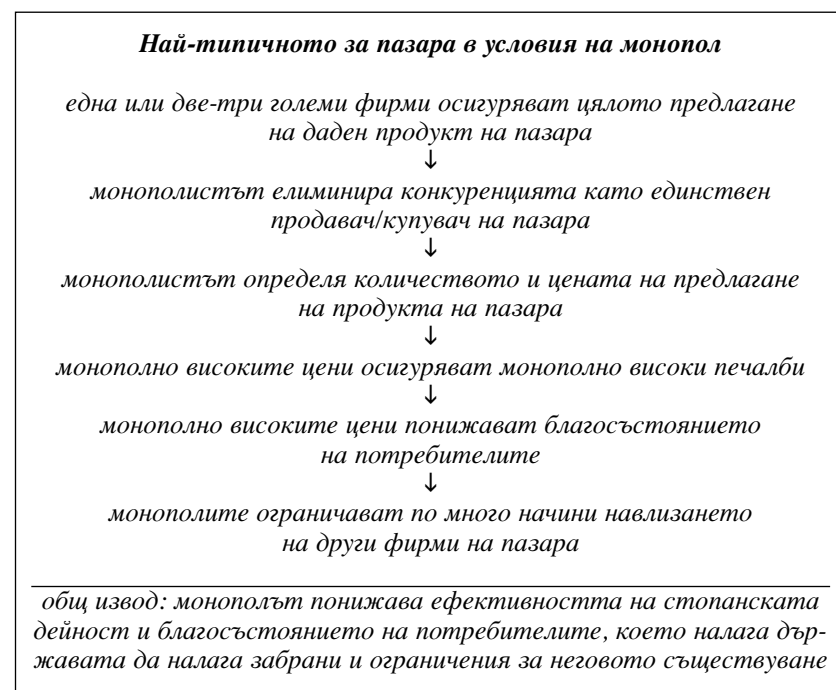 Най-типичното за пазара в условия на монопол
една или две-три големи фирми осигуряват цялото предлагане
на даден продукт на пазара
↓
монополистът елиминира конкуренцията като единствен
продавач/купувач на пазара
↓
монополистът определя количеството и цената на предлагане
на продукта на пазара
↓
монополно високите цени осигуряват монополно високи печалби
↓
монополно високите цени понижават благосъстоянието
на потребителите
↓
монополите ограничават по много начини навлизането
на други фирми на пазара
общ извод: монополът понижава ефективността на стопанската
дейност и благосъстоянието на потребителите, което налага дър-
жавата да налага забрани и ограничения за неговото съществуване